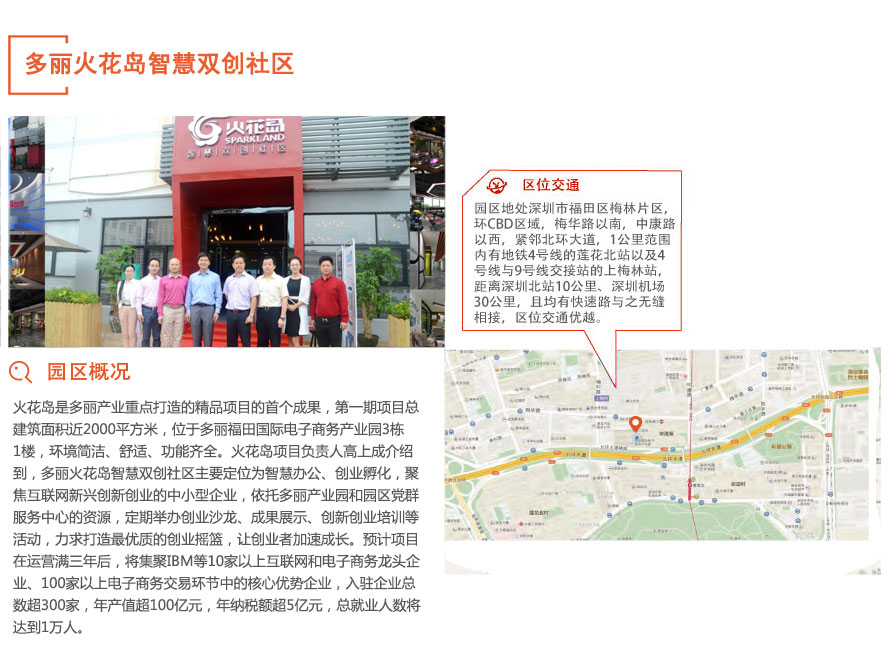 多丽火花岛智慧双创社区
火花岛
SPARKLAND
智慧双创社区
区位交通
园区地处深圳市福田区梅林片区，
环CBD区域，梅华路以南，中康路
以西，紧邻北环大道，1公里范围
内有地铁4号线的莲花北站以及4
号线与9号线交接站的上梅林站，
距离深圳北站10公里、深圳机场
30公里，且均有快速路与之无缝
相接，区位交通优越。
园区概况
火花岛是多丽产业重点打造的精品项目的首个成果，第一期项目总
建筑面积近2000平方米，位于多丽福田国际电子商务产业园3栋
1楼，环境简洁、舒适、功能齐全。火花岛项目负责人高上成介绍
到，多丽火花岛智慧双创社区主要定位为智慧办公、创业孵化，聚
焦互联网新兴创新创业的中小型企业，依托多丽产业园和园区党群
服务中心的资源，定期举办创业沙龙、成果展示、创新创业培训等
活动，力求打造最优质的创业摇篮，让创业者加速成长。预计项目
在运营满三年后，将集聚IBM等10家以上互联网和电子商务龙头企
业、100家以上电子商务交易环节中的核心优势企业，入驻企业总
数超300家，年产值超100亿元，年纳税额超5亿元，总就业人数将
达到1万人。